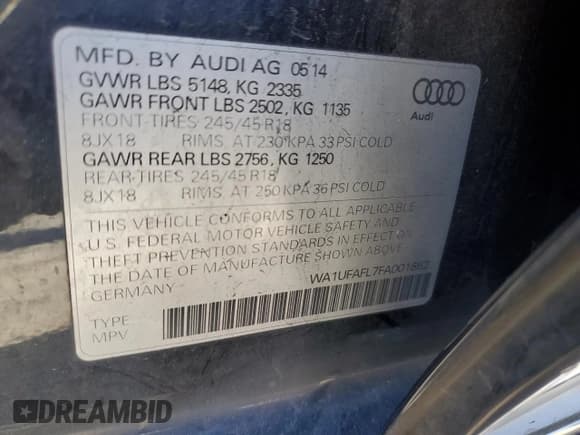 MFD. BY AUDI AG 05 14
GVWR LBS 5148, KG 2335
GAWR FRONT LBS 2502, KG 1135
FRONT-TIRES 245/45 R18
8JX18 RIMS, AT 230 KPA 33 PSI COLD
GAWR REAR LBS 2756, KG 1250
REAR-TIRES 245/45 R18
8JX18 RIMS, AT 250 KPA 36 PSI COLD
THIS VEHICLE CONFORMS TO ALL APPLICABLE
U.S. FEDERAL MOTOR VEHICLE SAFETY AND
THEFT PREVENTION STANDARDS IN EFFECT ON
THE DATE OF MANUFACTURE SHOWN ABOVE.
GERMANY
WA1UFAFL7FA001862
TYPE
MPV
Audi
DREAMBID